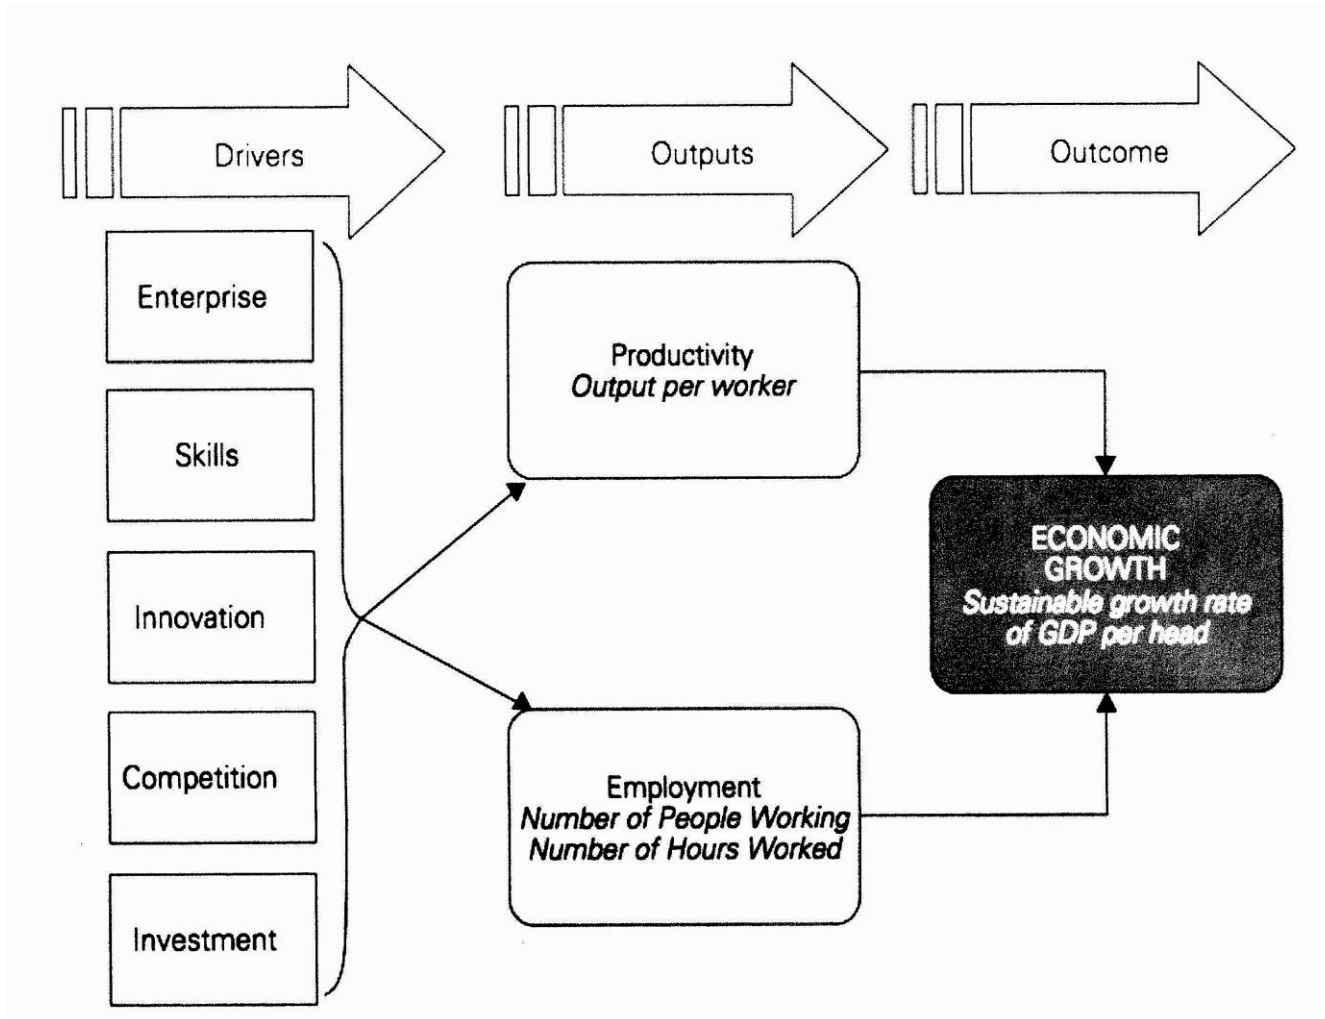 Drivers
Outputs
Outcome
Enterprise
Skills
Innovation
Competition
Investment
Productivity
Output per worker
Employment
Number of People Working
Number of Hours Worked
ECONOMIC
GROWTH
Sustainable growth rate
of GDP per head